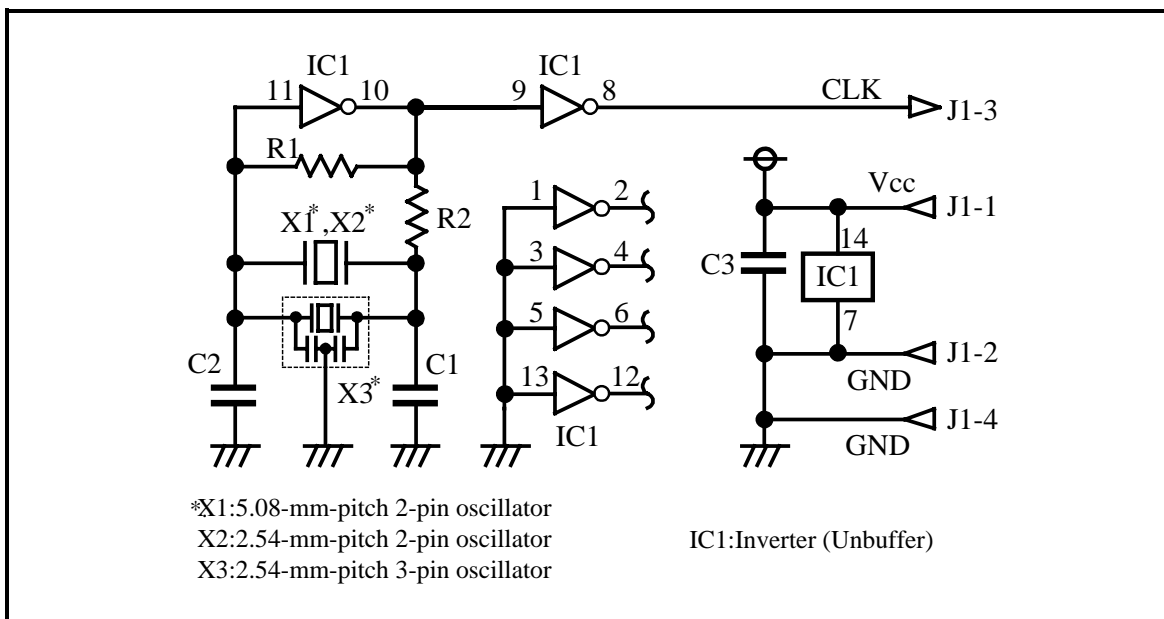 IC1 IC1
11 10 9 8 CLK J1-3
R1
1 2 Vcc J1-1
X1*,X2* R2
3 4 C3 14
IC1
5 6 7
C2 X3* C1 J1-2
13 12 GND
IC1 J1-4
GND
*X1:5.08-mm-pitch 2-pin oscillator
X2:2.54-mm-pitch 2-pin oscillator
X3:2.54-mm-pitch 3-pin oscillator
IC1:Inverter (Unbuffer)